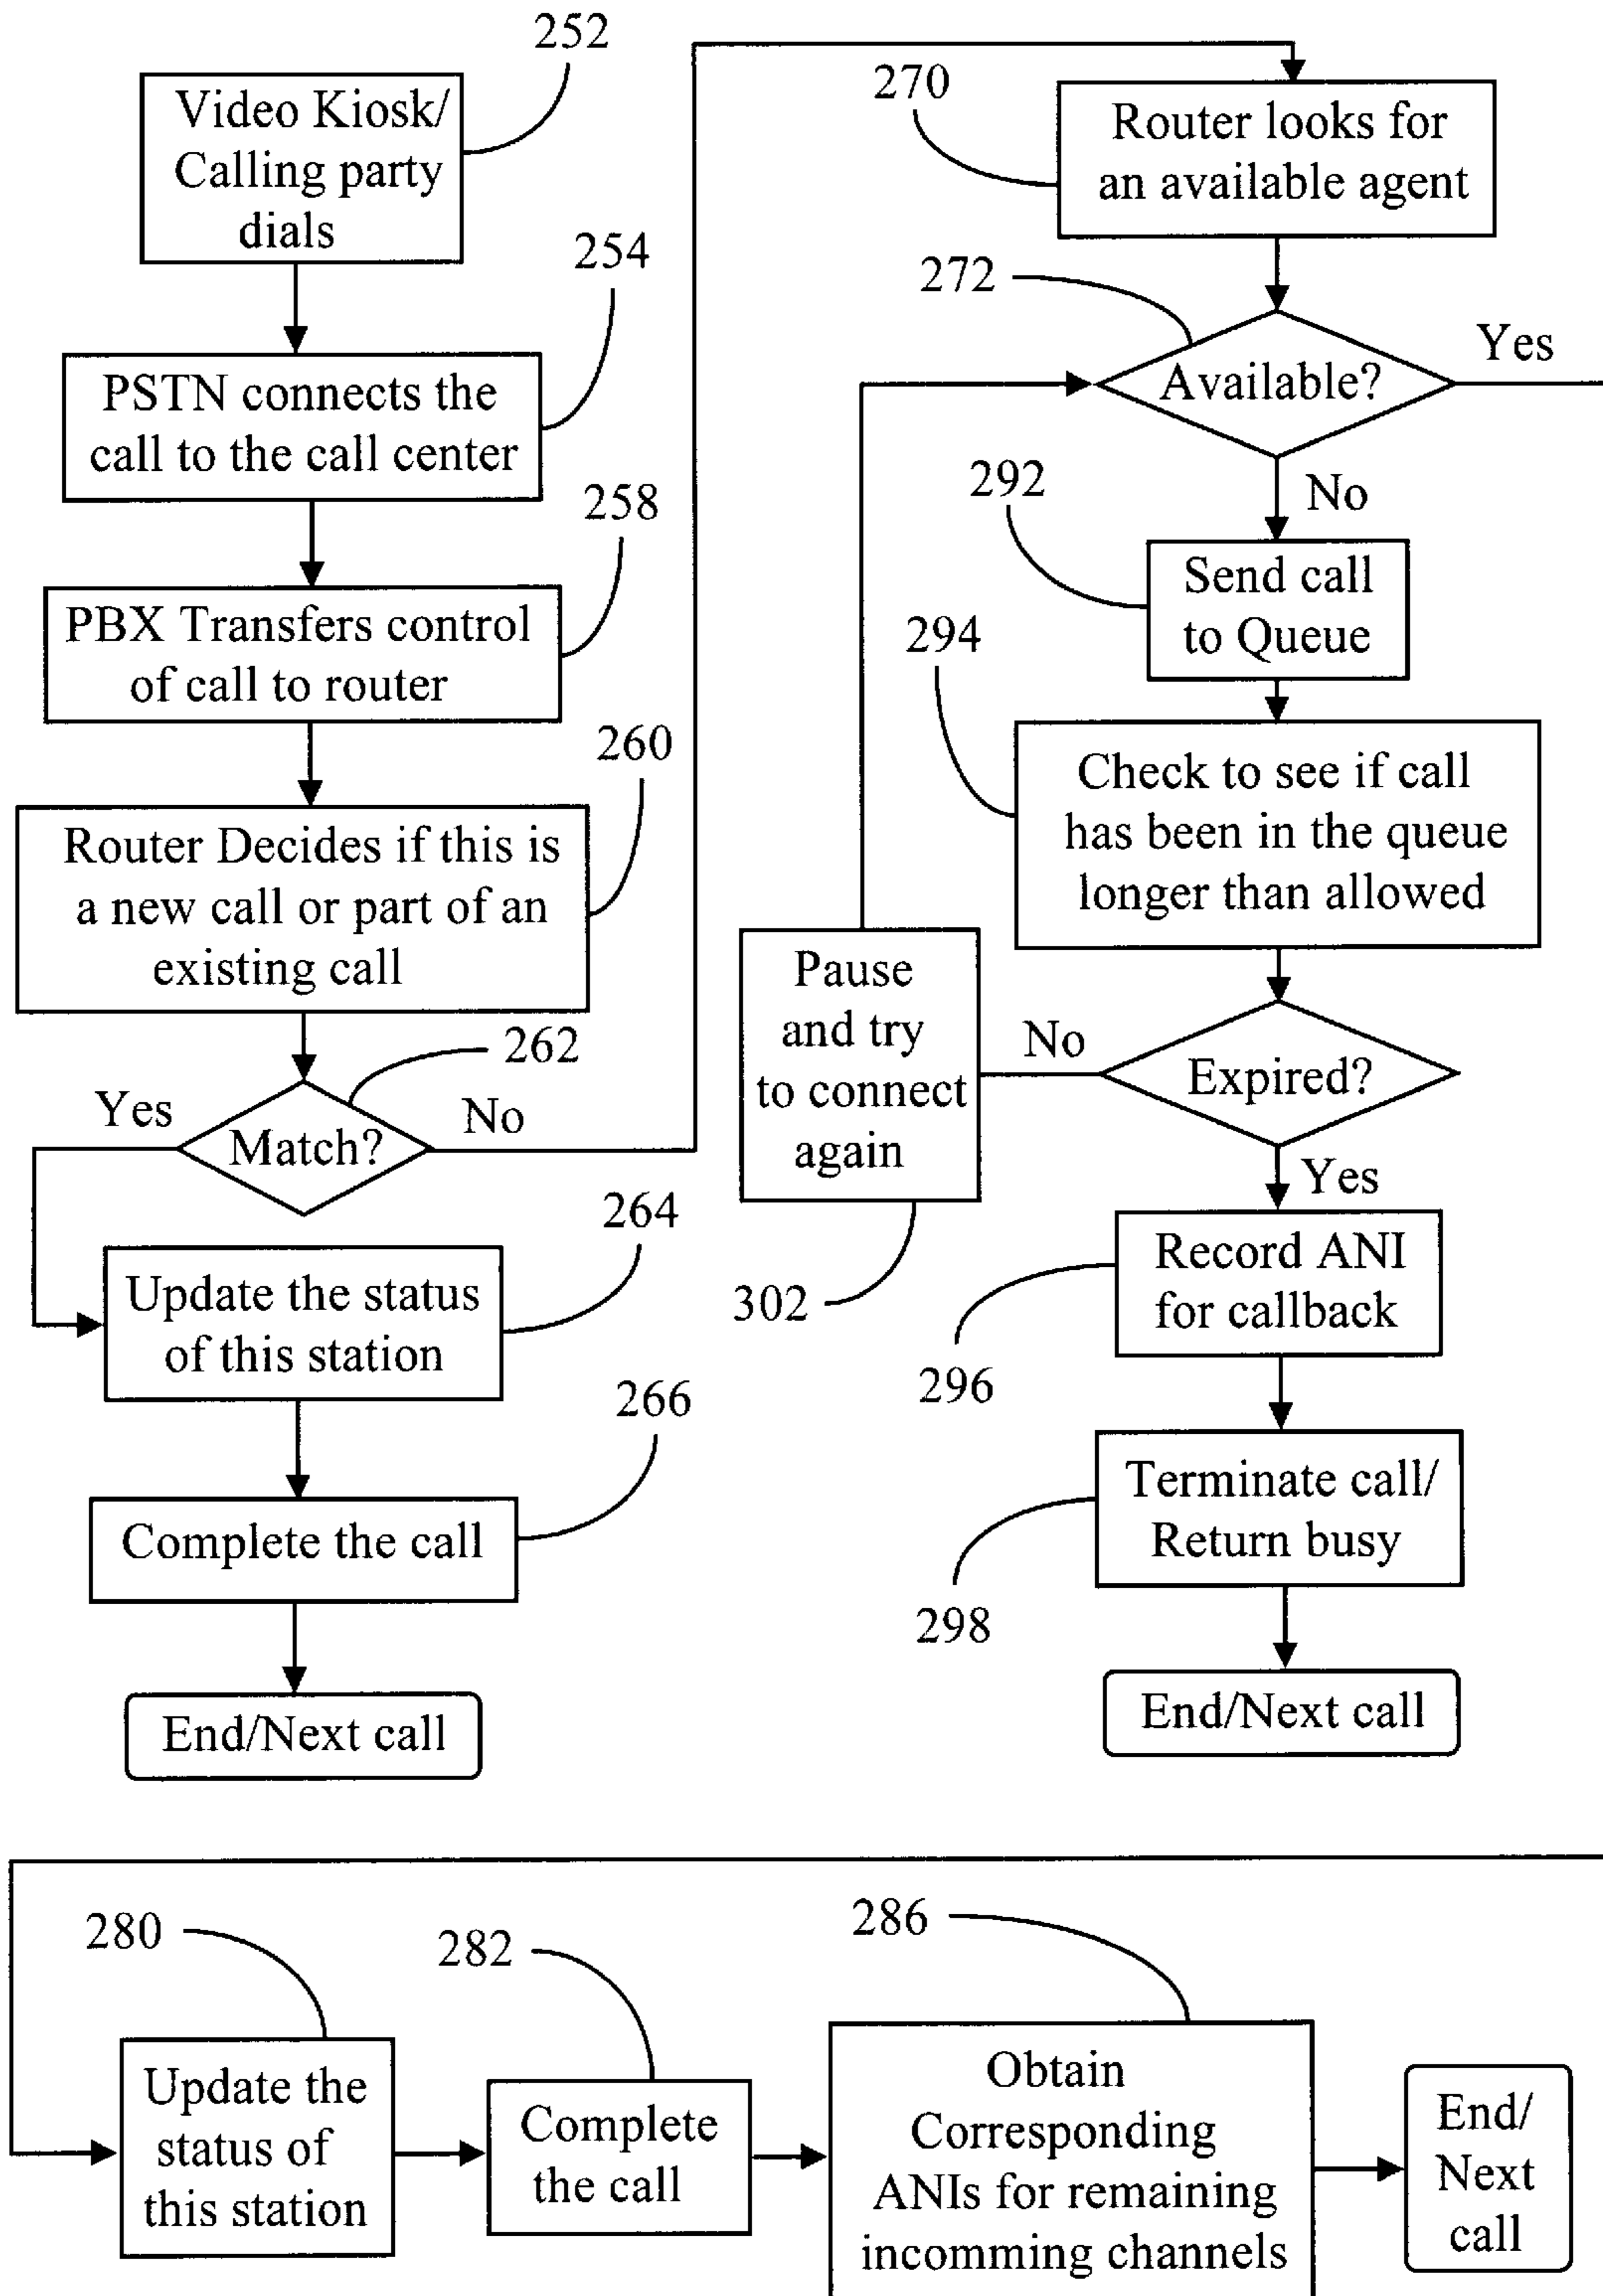 252
Video Kiosk/
Calling party
dials
254
PSTN connects the
call to the call center
258
PBX Transfers control
of call to router
260
Router Decides if this is
a new call or part of an
existing call
262
Yes
Match?
No
264
Update the status
of this station
266
Complete the call
End/Next call
270
Router looks for
an available agent
272
Available?
Yes
No
292
Send call
to Queue
294
Check to see if call
has been in the queue
longer than allowed
Pause
and try
to connect
again
302
No
Expired?
Yes
Record ANI
for callback
296
Terminate call/
Return busy
298
End/Next call
280
Update the
status of
this station
282
Complete
the call
286
Obtain
Corresponding
ANIs for remaining
incomming channels
End/
Next
call